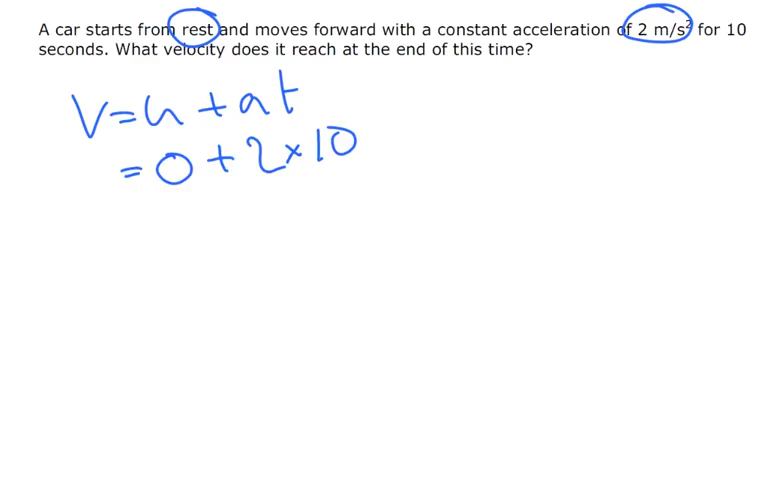 A car starts from rest and moves forward with a constant acceleration of 2 m/s² for 10
seconds. What velocity does it reach at the end of this time?
V = u + at
= 0 + 2 × 10